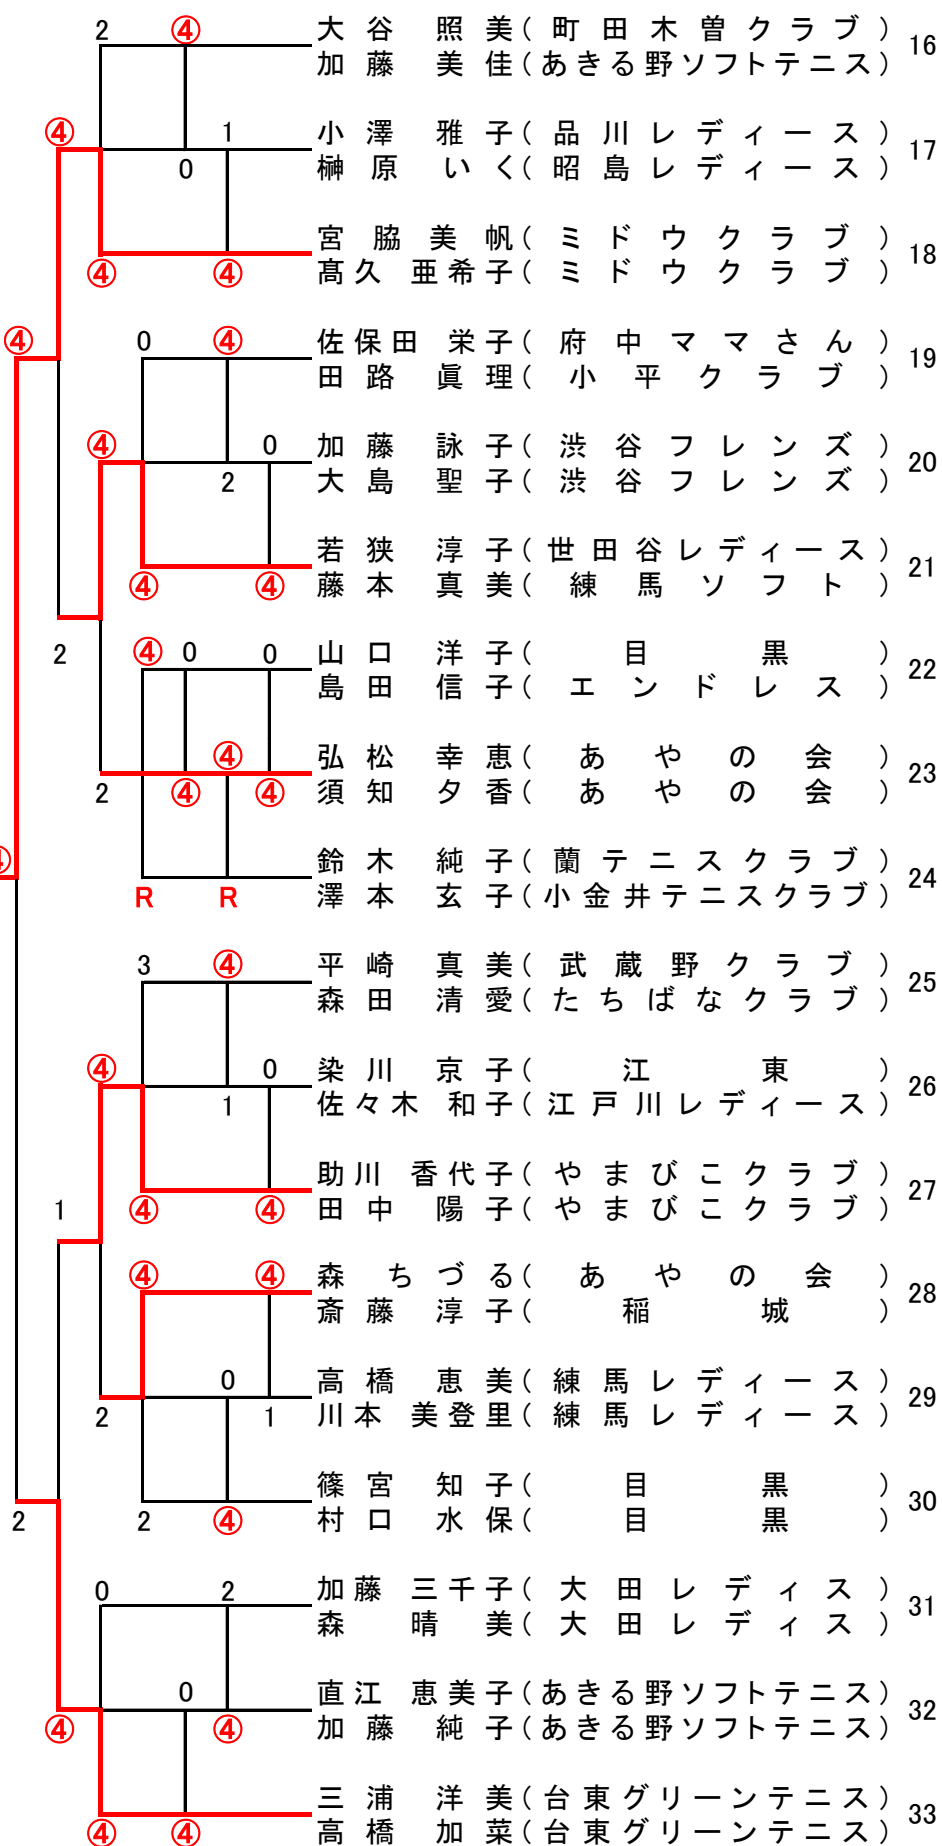 2 ④
大谷 照美(町田木曽クラブ) 16
加藤 美佳(あきる野ソフトテニス)
④ 1
小澤 雅子(品川レディース) 17
0
榊原 いく(昭島レディース)
宮脇 美帆(ミドウクラブ) 18
④ ④
髙久 亜希子(ミドウクラブ)
④ 0 ④
佐保田 栄子(府中ママさん) 19
田路 眞理(小平クラブ)
④ 0
加藤 詠子(渋谷フレンズ) 20
2
大島 聖子(渋谷フレンズ)
若狭 淳子(世田谷レディース) 21
④ ④
藤本 真美(練馬ソフト)
2 ④ 0 0
山口 洋子(目黒) 22
島田 信子(エンドレス)
④
弘松 幸恵(あやの会) 23
2 ④ ④
須知 夕香(あやの会)
④
鈴木 純子(蘭テニスクラブ) 24
R R
澤本 玄子(小金井テニスクラブ)
3 ④
平崎 真美(武蔵野クラブ) 25
森田 清愛(たちばなクラブ)
④ 0
染川 京子(江東) 26
1
佐々木 和子(江戸川レディース)
助川 香代子(やまびこクラブ) 27
1 ④ ④
田中 陽子(やまびこクラブ)
④ ④
森 ちづる(あやの会) 28
斎藤 淳子(稲城)
0
高橋 恵美(練馬レディース) 29
2 1
川本 美登里(練馬レディース)
篠宮 知子(目黒) 30
2 2 ④
村口 水保(目黒)
0 2
加藤 三千子(大田レディス) 31
森 晴美(大田レディス)
0
直江 恵美子(あきる野ソフトテニス) 32
④ ④
加藤 純子(あきる野ソフトテニス)
三浦 洋美(台東グリーンテニス) 33
④ ④
高橋 加菜(台東グリーンテニス)